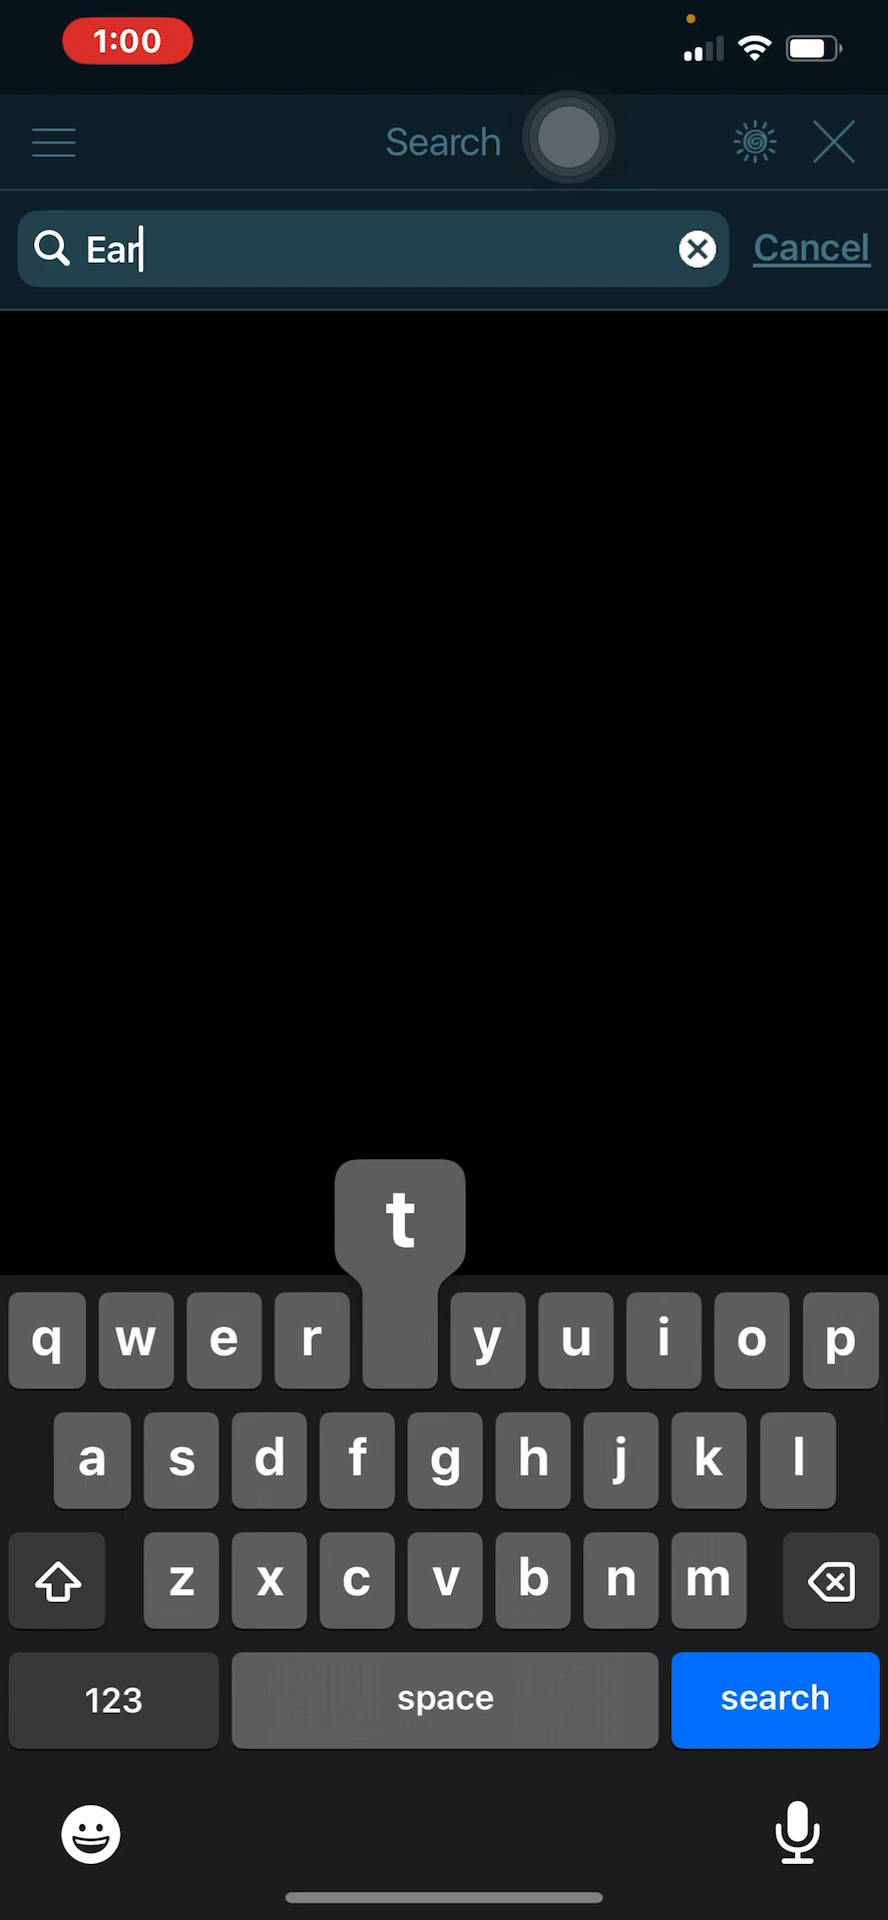 1:00
Search
Ear
Cancel
t
q w e r y u i o p
a s d f g h j k l
z x c v b n m
123 space search